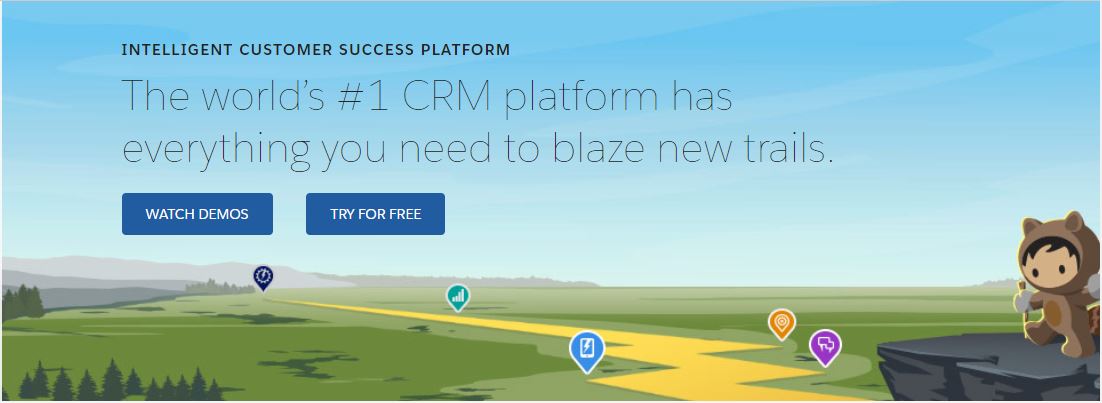 INTELLIGENT CUSTOMER SUCCESS PLATFORM
The world’s #1 CRM platform has
everything you need to blaze new trails.
WATCH DEMOS
TRY FOR FREE